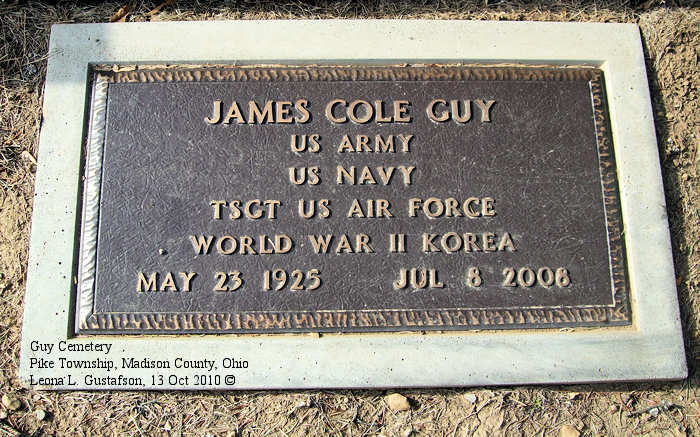 JAMES COLE GUY
US ARMY
US NAVY
TSGT US AIR FORCE
WORLD WAR II KOREA
MAY 23 1925 JUL 8 2008
Guy Cemetery
Pike Township, Madison County, Ohio
Leona L. Gustafson, 13 Oct 2010 ©